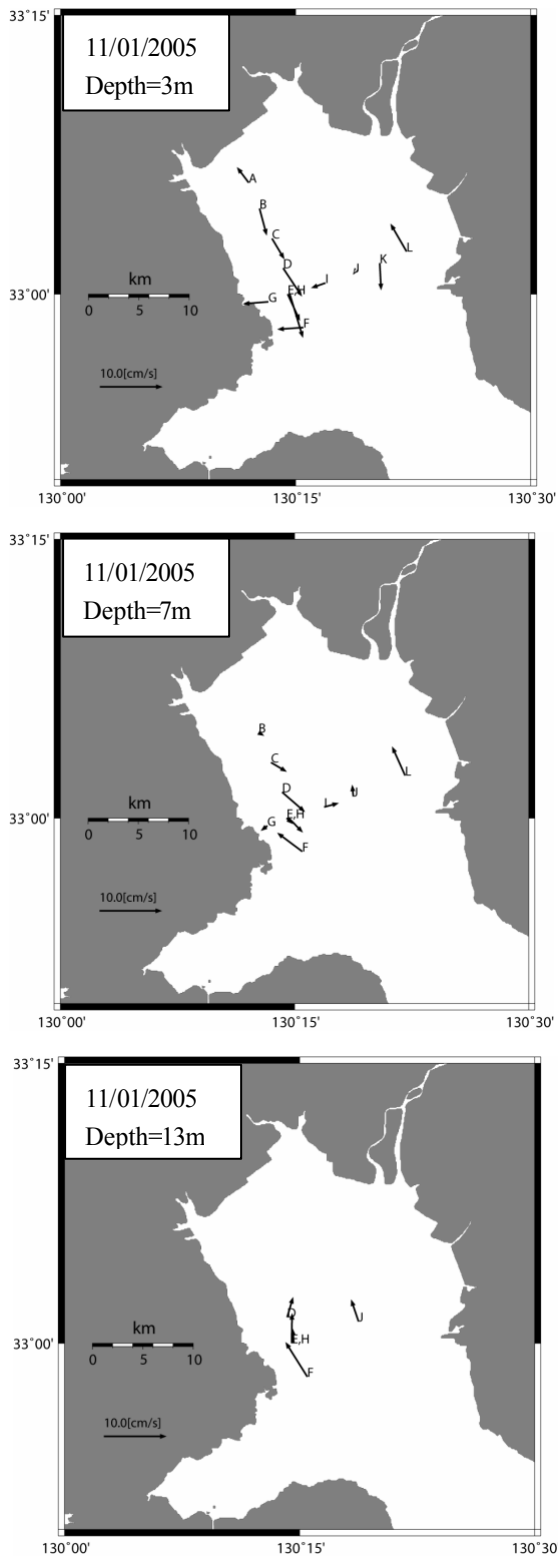 33°15'
11/01/2005
Depth=3m
A
B
C
D
L
K
J
I
km
33°00'
0 5 10
G
E,H
F
10.0[cm/s]
130°00' 130°15' 130°30'
33°15'
11/01/2005
Depth=7m
B
C
L
D
J
I
km
33°00'
0 5 10
E,H
G
F
10.0[cm/s]
130°00' 130°15' 130°30'
33°15'
11/01/2005
Depth=13m
D
J
km
33°00'
0 5 10
E,H
F
10.0[cm/s]
130°00' 130°15' 130°30'